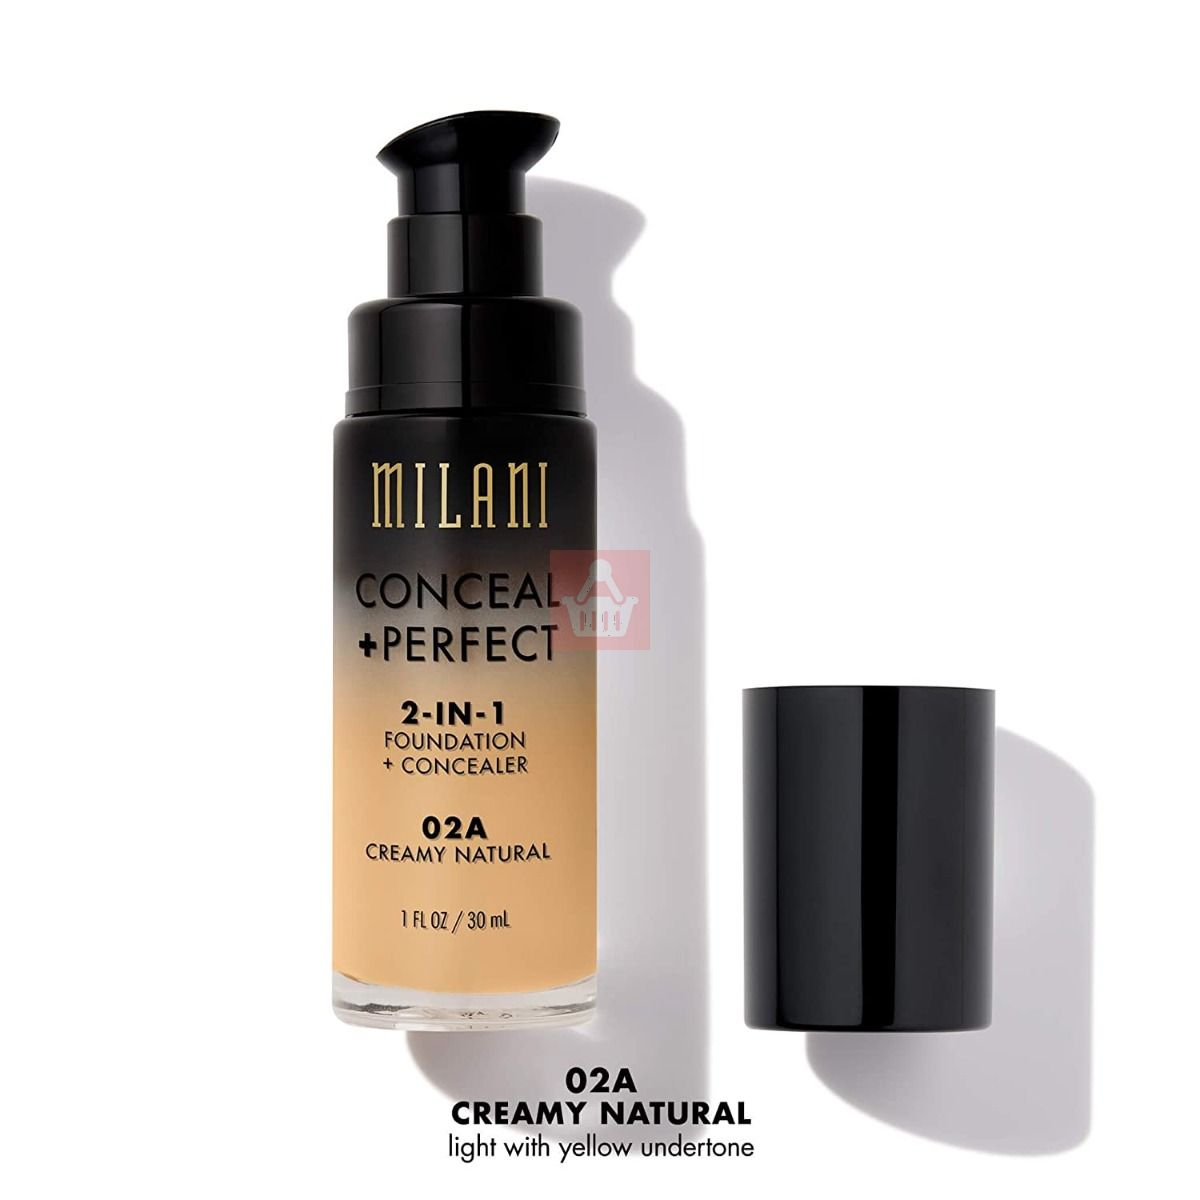 MILANI
CONCEAL
+PERFECT
2-IN-1
FOUNDATION
+ CONCEALER
02A
CREAMY NATURAL
1 FL OZ / 30 mL
02A
CREAMY NATURAL
light with yellow undertone